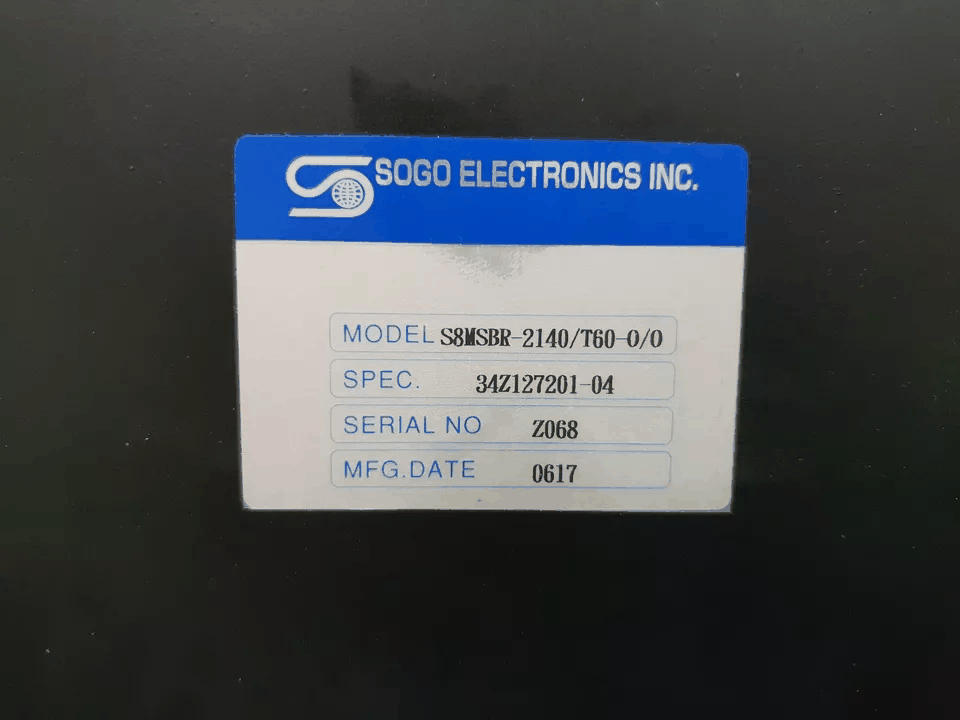 SOGO ELECTRONICS INC.
MODEL S8MSBR-2140/T60-0/0
SPEC. 34Z127201-04
SERIAL NO Z068
MFG.DATE 0617